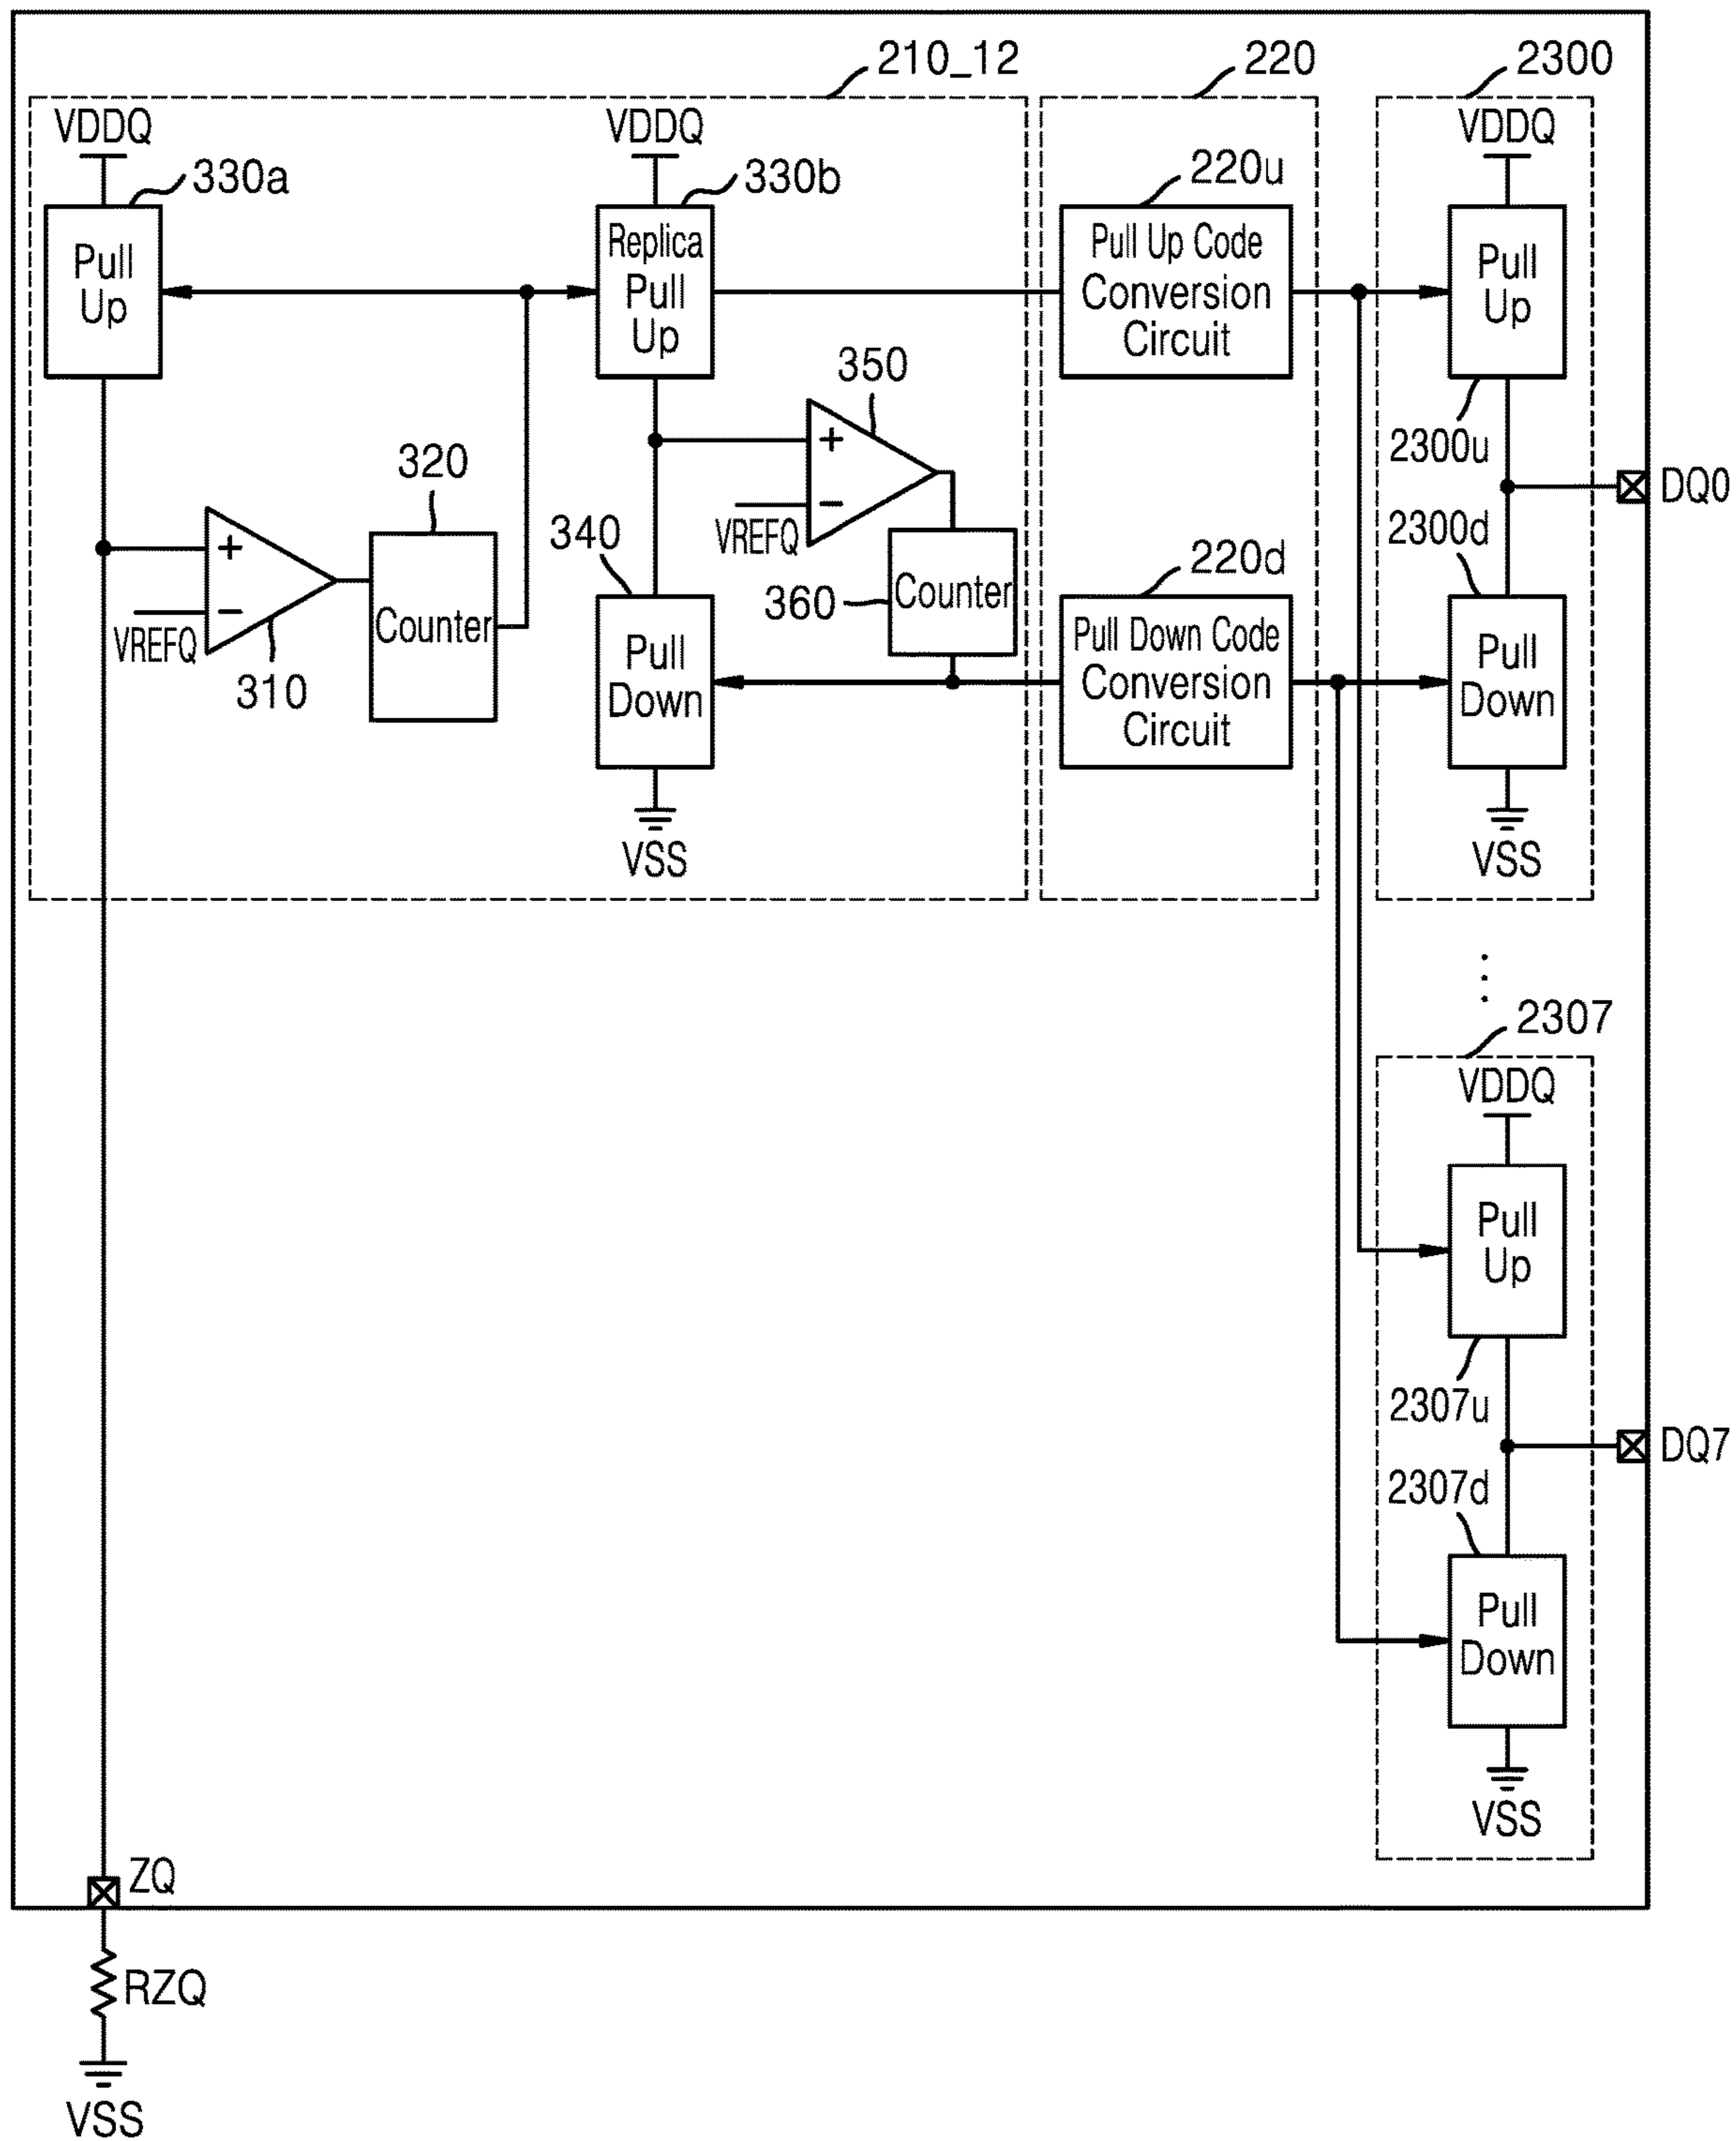 210_12
220
2300
VDDQ
330a
Pull
Up
VDDQ
330b
Replica
Pull
Up
220u
Pull Up Code
Conversion
Circuit
VDDQ
Pull
Up
2300u
DQ0
350
+
−
VREFQ
320
Counter
+
−
VREFQ
310
340
Pull
Down
VSS
360
Counter
220d
Pull Down Code
Conversion
Circuit
2300d
Pull
Down
VSS
2307
VDDQ
Pull
Up
2307u
DQ7
2307d
Pull
Down
VSS
ZQ
RZQ
VSS